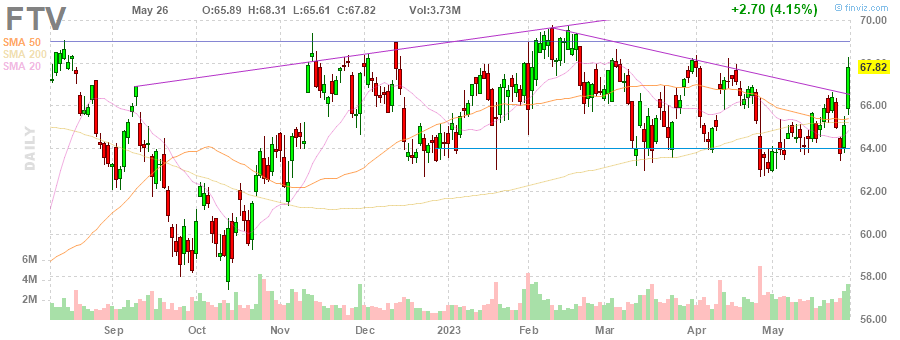 FTV May 26 O:65.89 H:68.31 L:65.61 C:67.82 Vol:3.73M +2.70 (4.15%) © finviz.com
70.00
SMA 50
SMA 200
SMA 20
68.00
67.82
66.00
DAILY
64.00
62.00
60.00
6M
4M
58.00
2M
56.00
Sep Oct Nov Dec 2023 Feb Mar Apr May